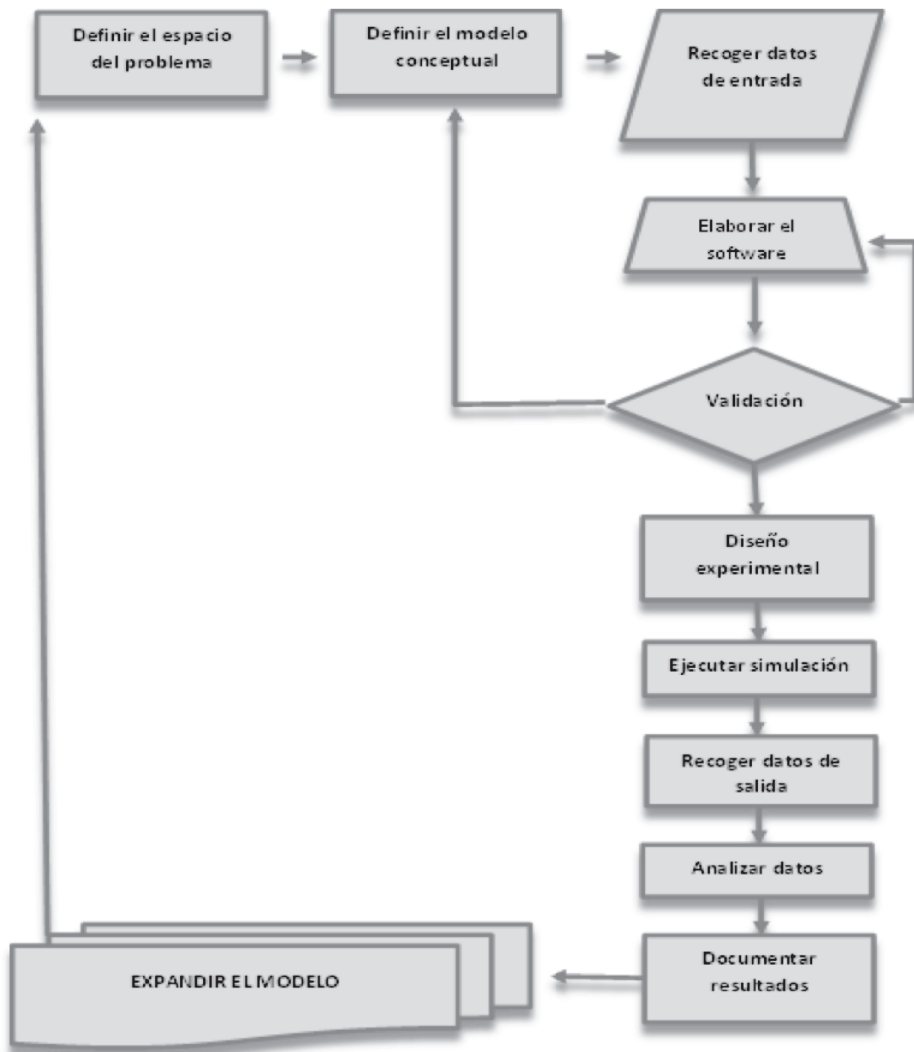 Definir el espacio
del problema
Definir el modelo
conceptual
Recoger datos
de entrada
Elaborar el
software
Validación
Diseño
experimental
Ejecutar simulación
Recoger datos de
salida
Analizar datos
Documentar
resultados
EXPANDIR EL MODELO